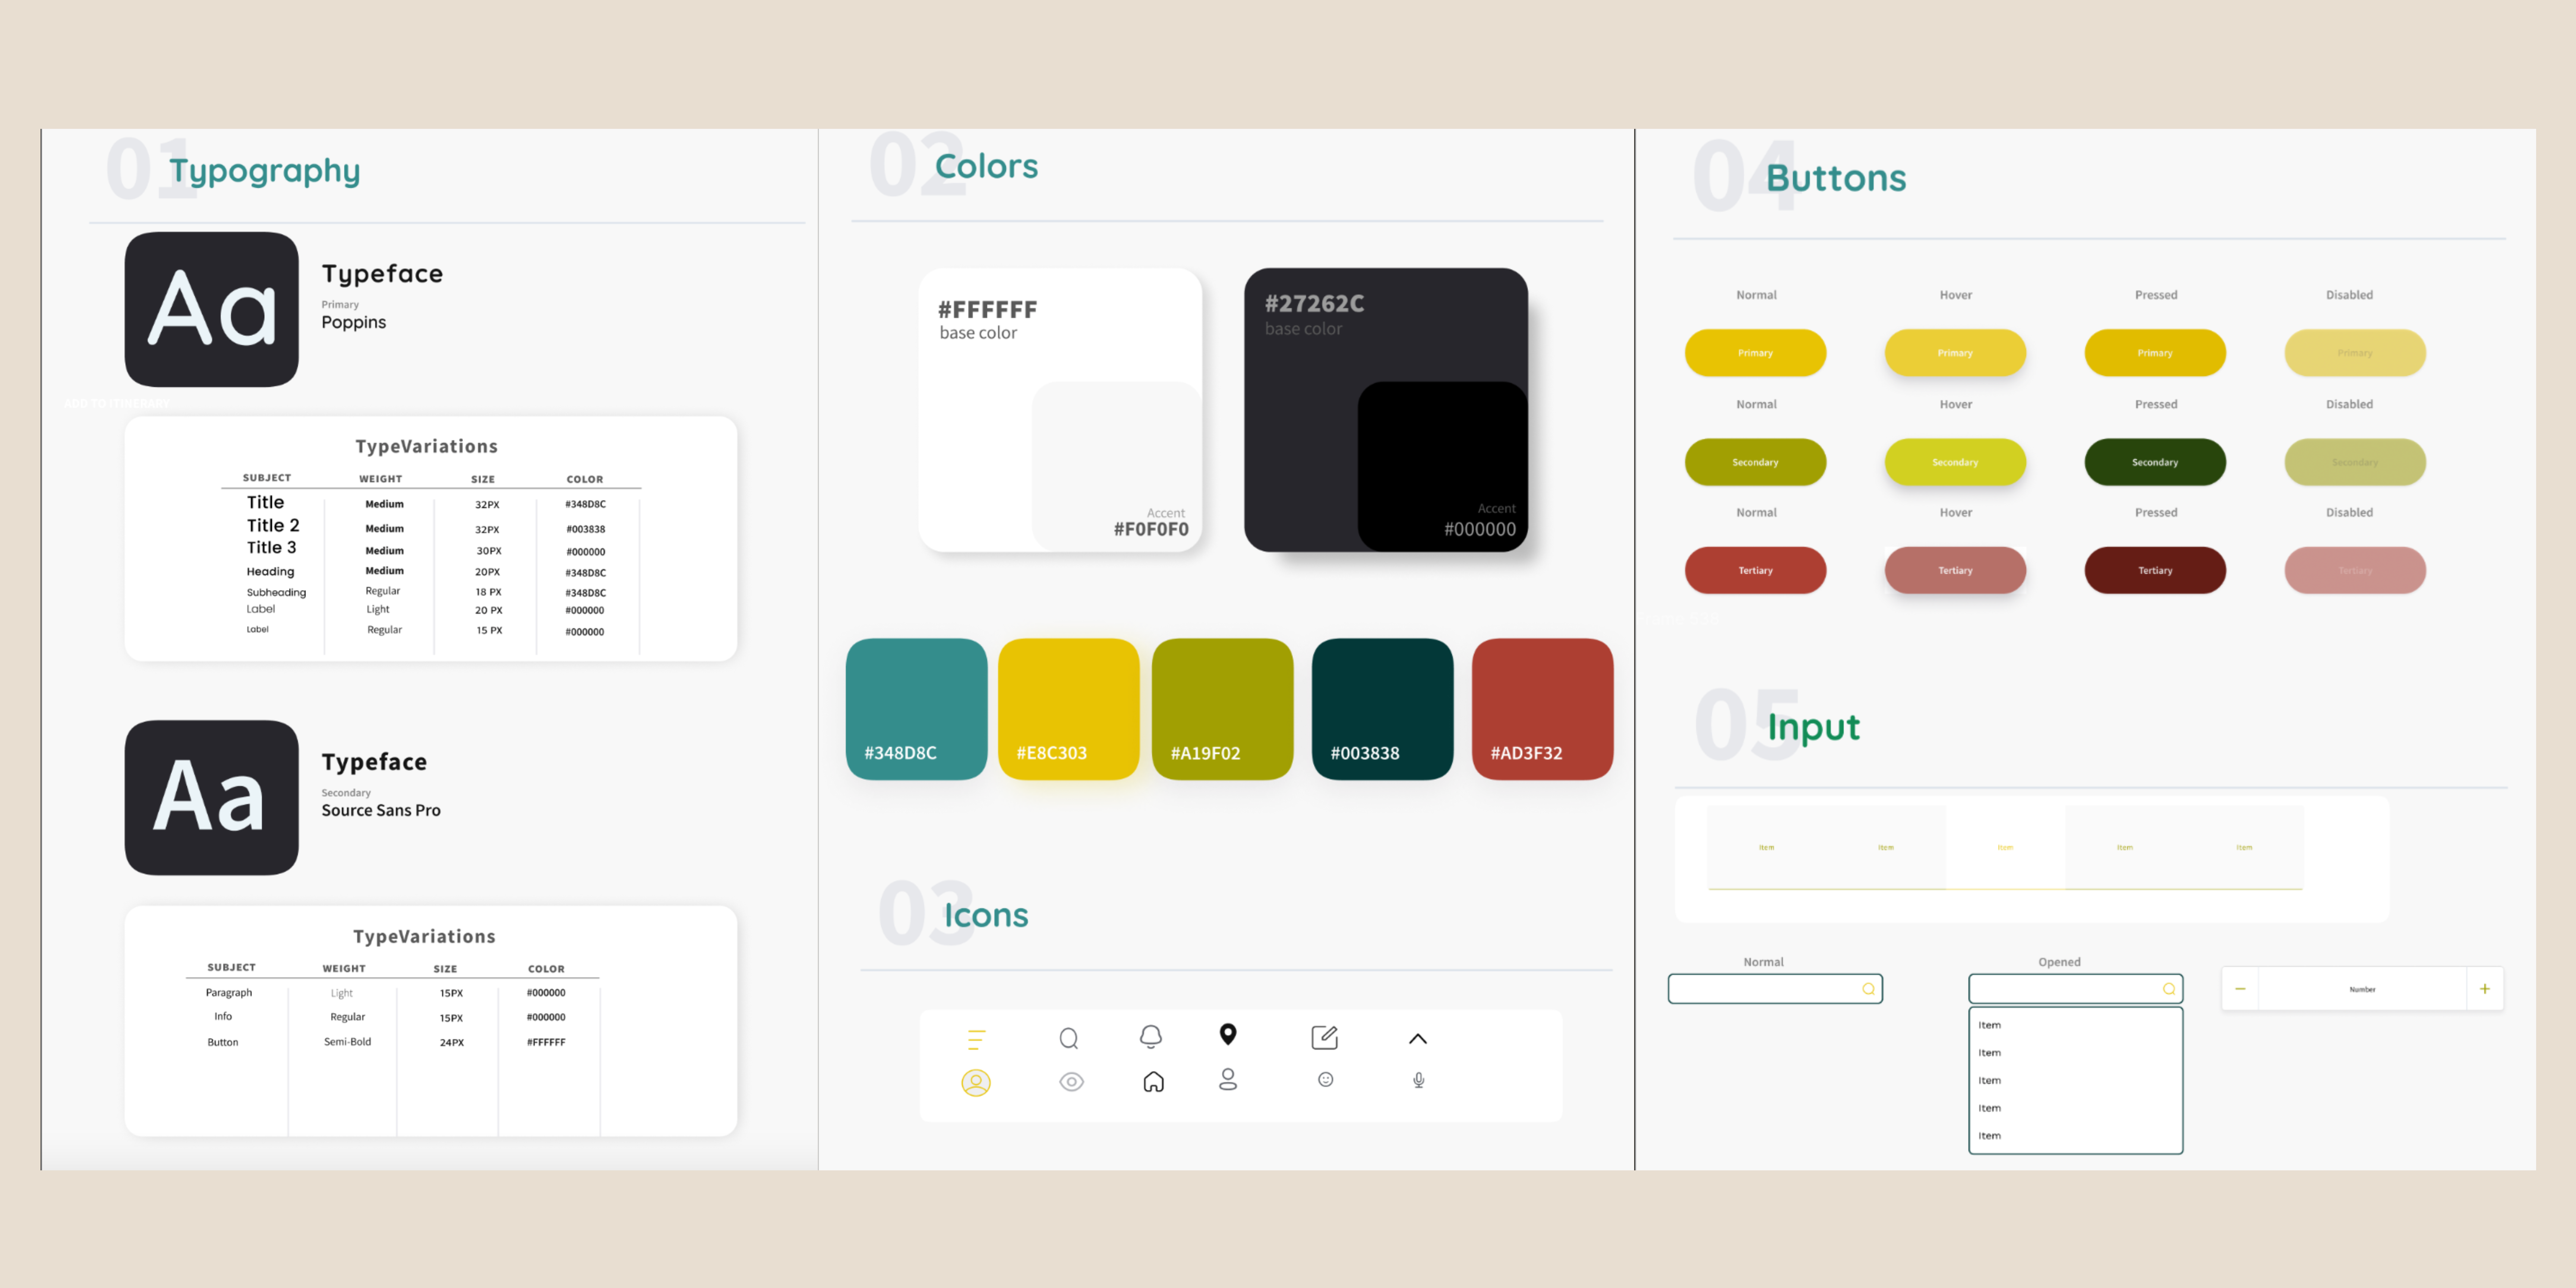 01 Typography
Aa
Typeface
Primary
Poppins
ADD TO ITINERARY
TypeVariations
SUBJECT WEIGHT SIZE COLOR
Title Medium 32PX #348D8C
Title 2 Medium 32PX #003838
Title 3 Medium 30PX #000000
Heading Medium 20PX #348D8C
Subheading Regular 18 PX #348D8C
Label Light 20 PX #000000
Label Regular 15 PX #000000
Aa
Typeface
Secondary
Source Sans Pro
TypeVariations
SUBJECT WEIGHT SIZE COLOR
Paragraph Light 15PX #000000
Info Regular 15PX #000000
Button Semi-Bold 24PX #FFFFFF
02 Colors
#FFFFFF
base color
Accent
#F0F0F0
#27262C
base color
Accent
#000000
#348D8C #E8C303 #A19F02 #003838 #AD3F32
03 Icons
04 Buttons
Normal Hover Pressed Disabled
Primary Primary Primary Primary
Normal Hover Pressed Disabled
Secondary Secondary Secondary Secondary
Normal Hover Pressed Disabled
Tertiary Tertiary Tertiary Tertiary
05 Input
Item Item Item Item Item
Normal Opened
− Number +
Item
Item
Item
Item
Item